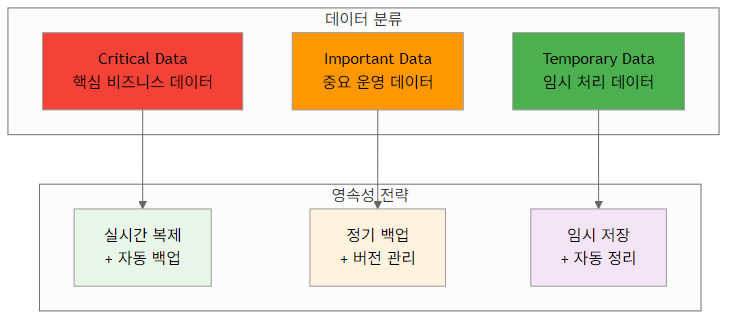 데이터 분류
Critical Data
핵심 비즈니스 데이터
Important Data
중요 운영 데이터
Temporary Data
임시 처리 데이터
영속성 전략
실시간 복제
+ 자동 백업
정기 백업
+ 버전 관리
임시 저장
+ 자동 정리